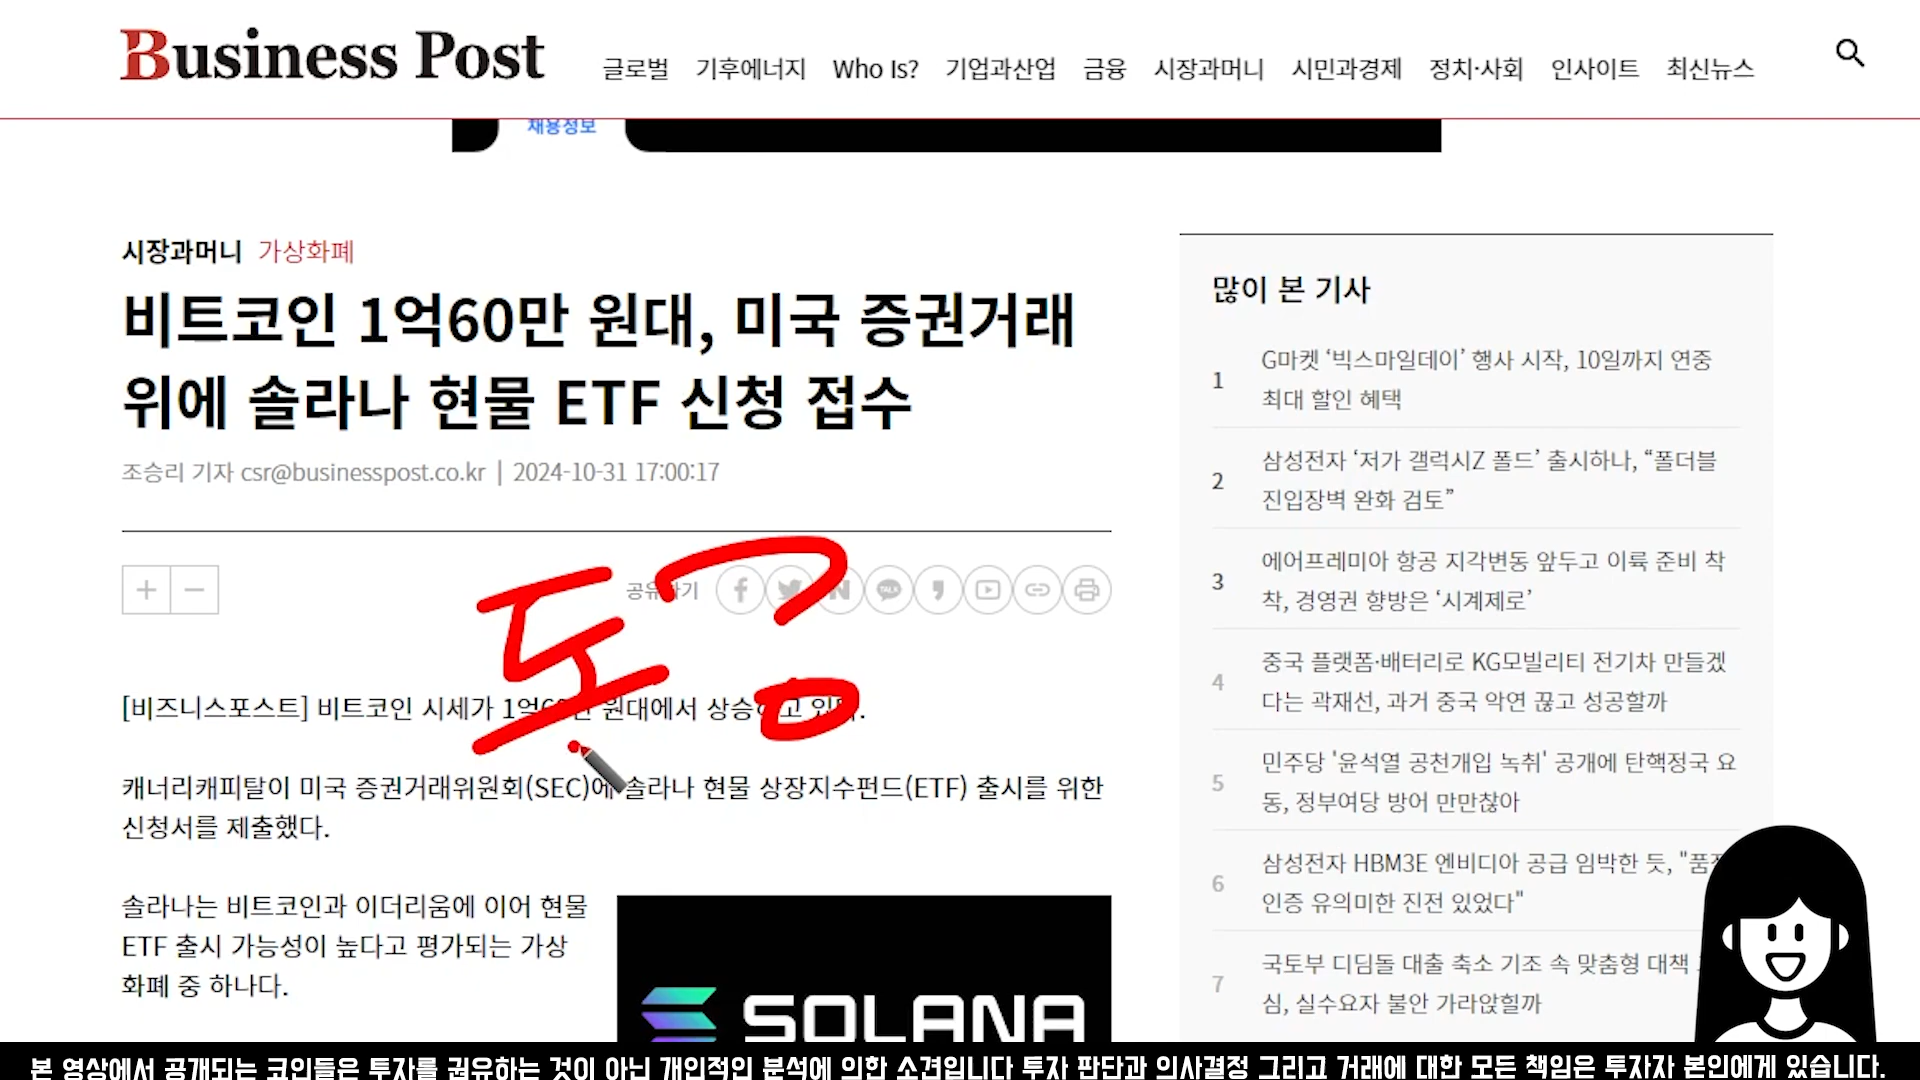 Business Post
글로벌 기후에너지 Who Is? 기업과산업 금융 시장과머니 시민과경제 정치·사회 인사이트 최신뉴스
채용정보
시장과머니 가상화폐
비트코인 1억60만 원대, 미국 증권거래
위에 솔라나 현물 ETF 신청 접수
조승리 기자 csr@businesspost.co.kr | 2024-10-31 17:00:17
[비즈니스포스트] 비트코인 시세가 원대에서
캐너리캐피탈이 미국 증권거래위원회(SEC)에 솔라나 현물 상장지수펀드(ETF) 출시를 위한
신청서를 제출했다.
솔라나는 비트코인과 이더리움에 이어 현물
ETF 출시 가능성이 높다고 평가되는 가상
화폐 중 하나다.
SOLANA
많이 본 기사
1 G마켓 ‘빅스마일데이’ 행사 시작, 10일까지 연중
최대 할인 혜택
2 삼성전자 ‘저가 갤럭시Z 폴드’ 출시하나, “폴더블
진입장벽 완화 검토”
3 에어프레미아 항공 지각변동 앞두고 이륙 준비 착
착, 경영권 향방은 ‘시계제로’
4 중국 플랫폼·배터리로 KG모빌리티 전기차 만들겠
다는 곽재선, 과거 중국 악연 끊고 성공할까
5 민주당 '윤석열 공천개입 녹취' 공개에 탄핵정국 요
동, 정부여당 방어 만만찮아
6 삼성전자 HBM3E 엔비디아 공급 임박한 듯,
인증 유의미한 진전 있었다"
7 국토부 디딤돌 대출 축소 기조 속 맞춤형 대책
심, 실수요자 불안 가라앉힐까
본 영상에서 공개되는 코인들은 투자를 권유하는 것이 아닌 개인적인 분석에 의한 소견입니다 투자 판단과 의사결정 그리고 거래에 대한 모든 책임은 투자자 본인에게 있습니다.